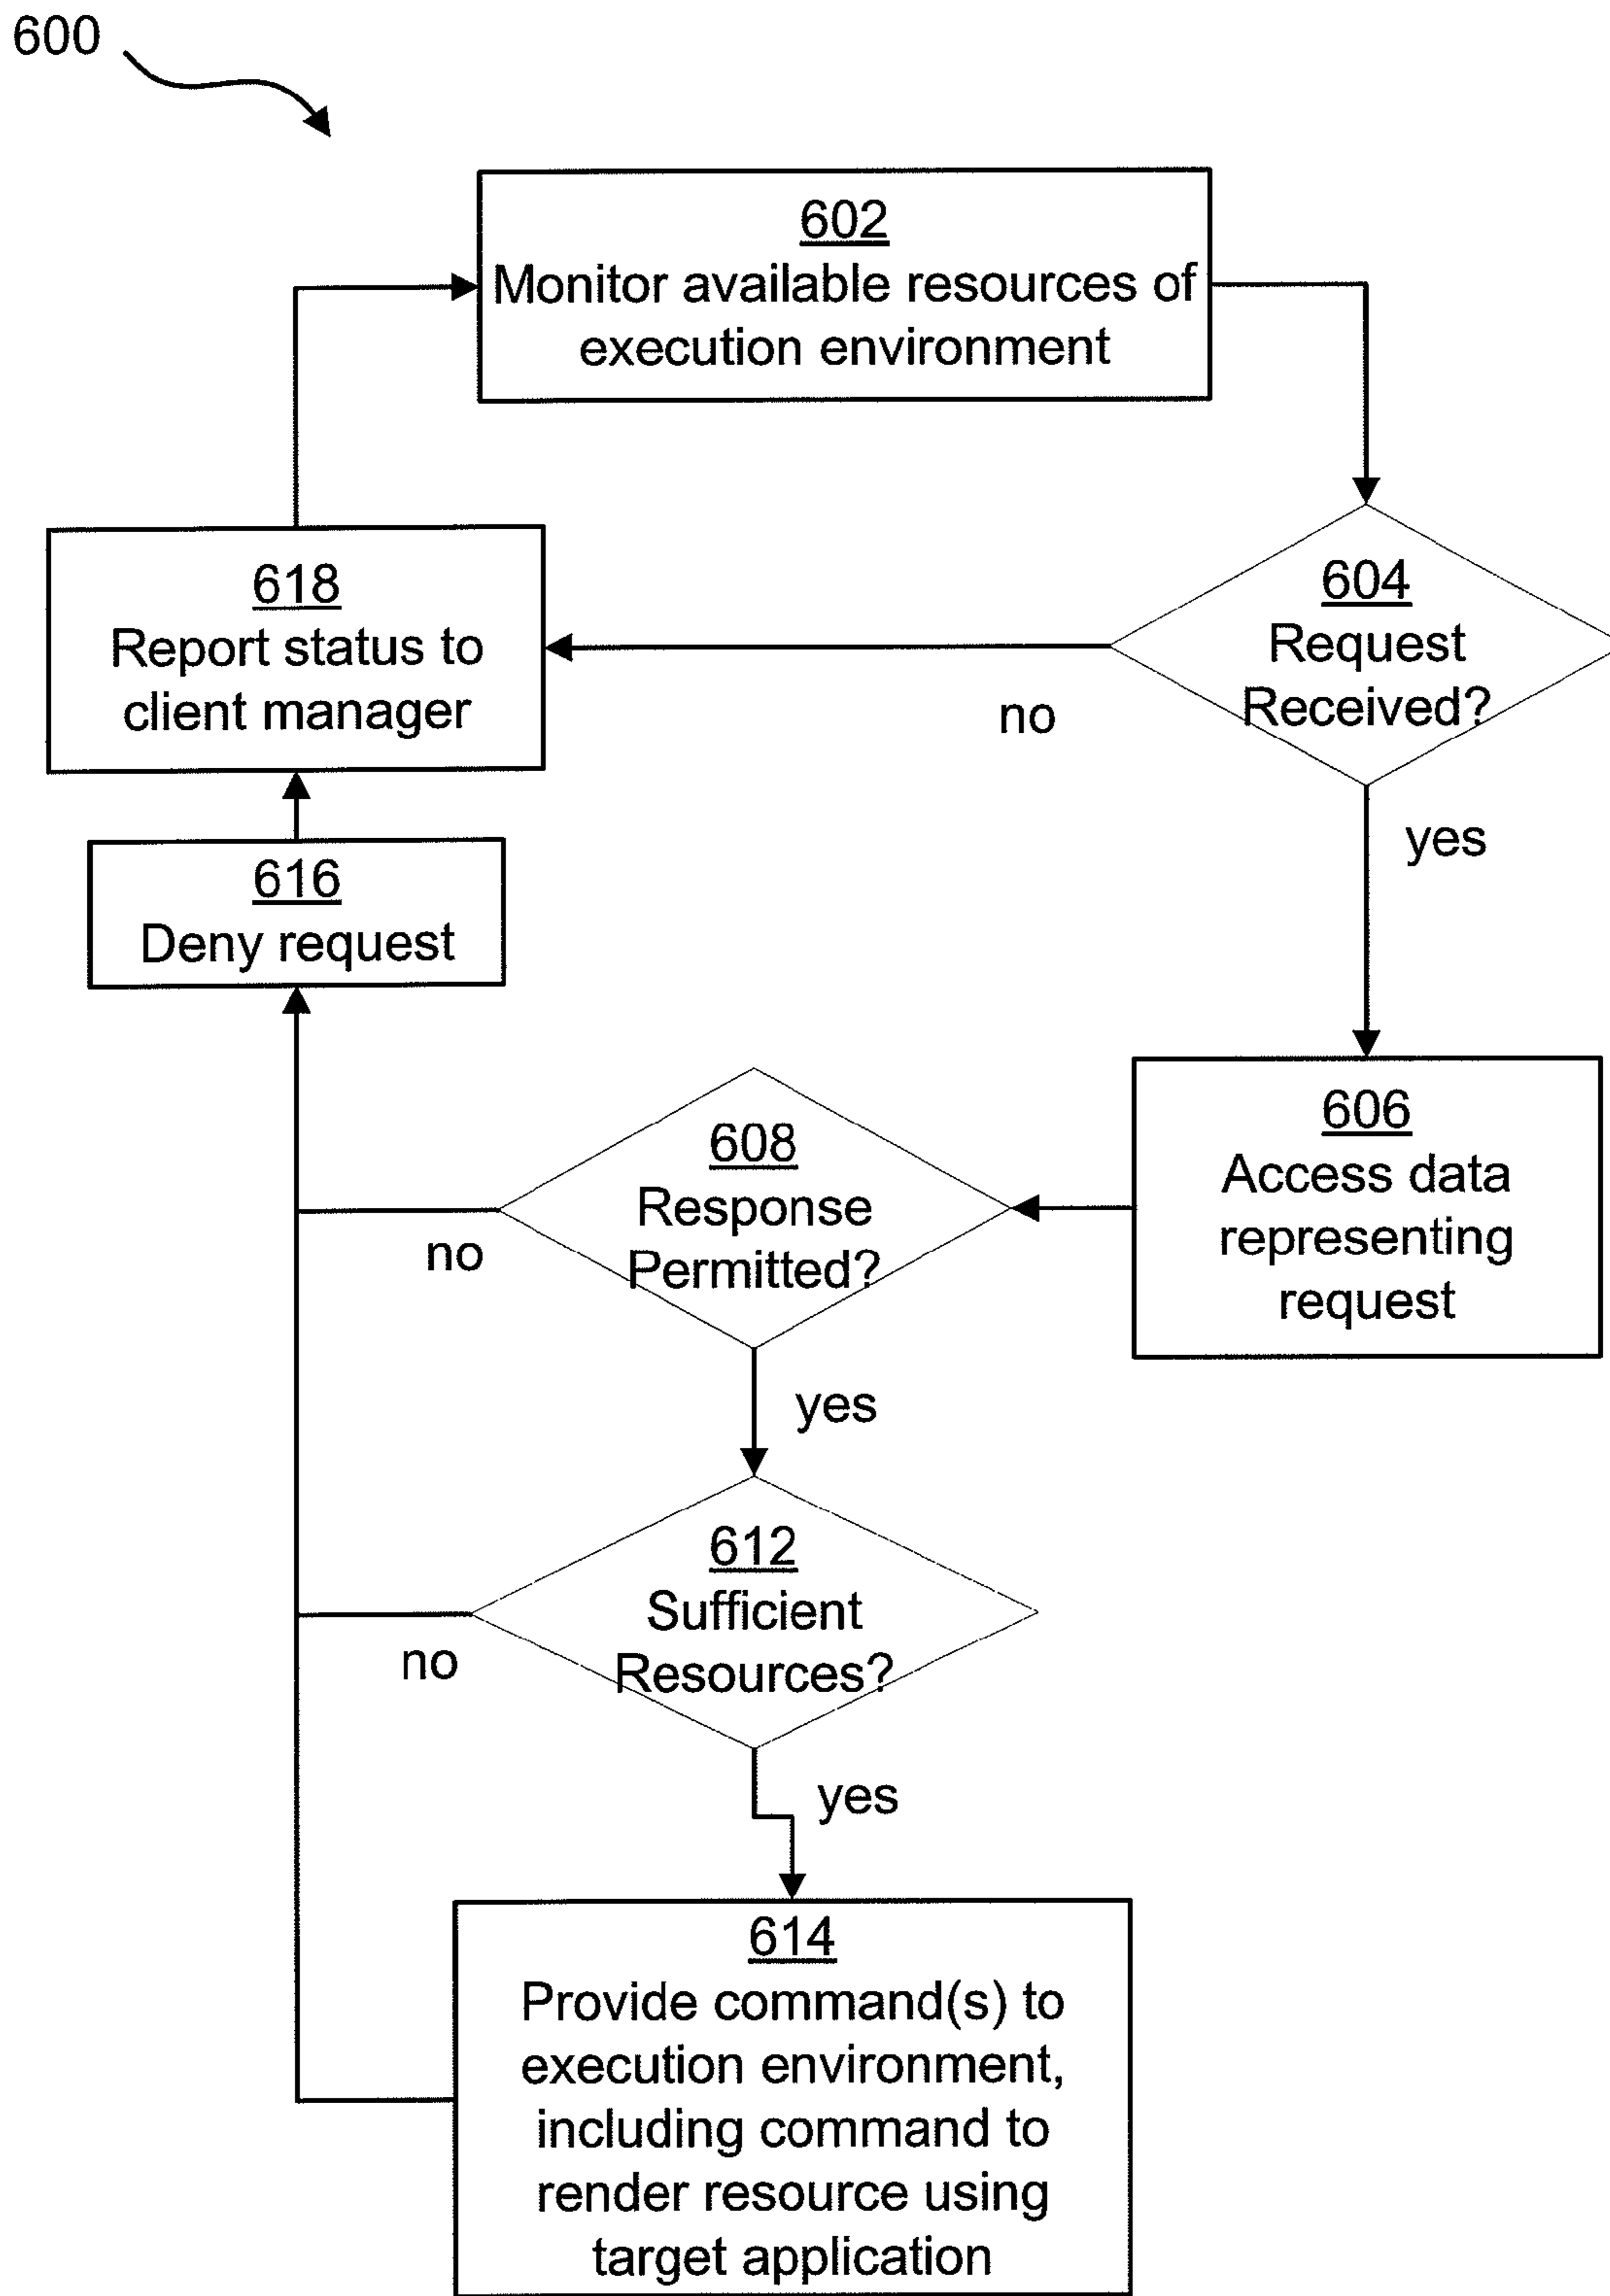 600
602
Monitor available resources of
execution environment
618
Report status to
client manager
604
Request
Received?
no
yes
616
Deny request
608
Response
Permitted?
no
606
Access data
representing
request
yes
612
Sufficient
Resources?
no
yes
614
Provide command(s) to
execution environment,
including command to
render resource using
target application